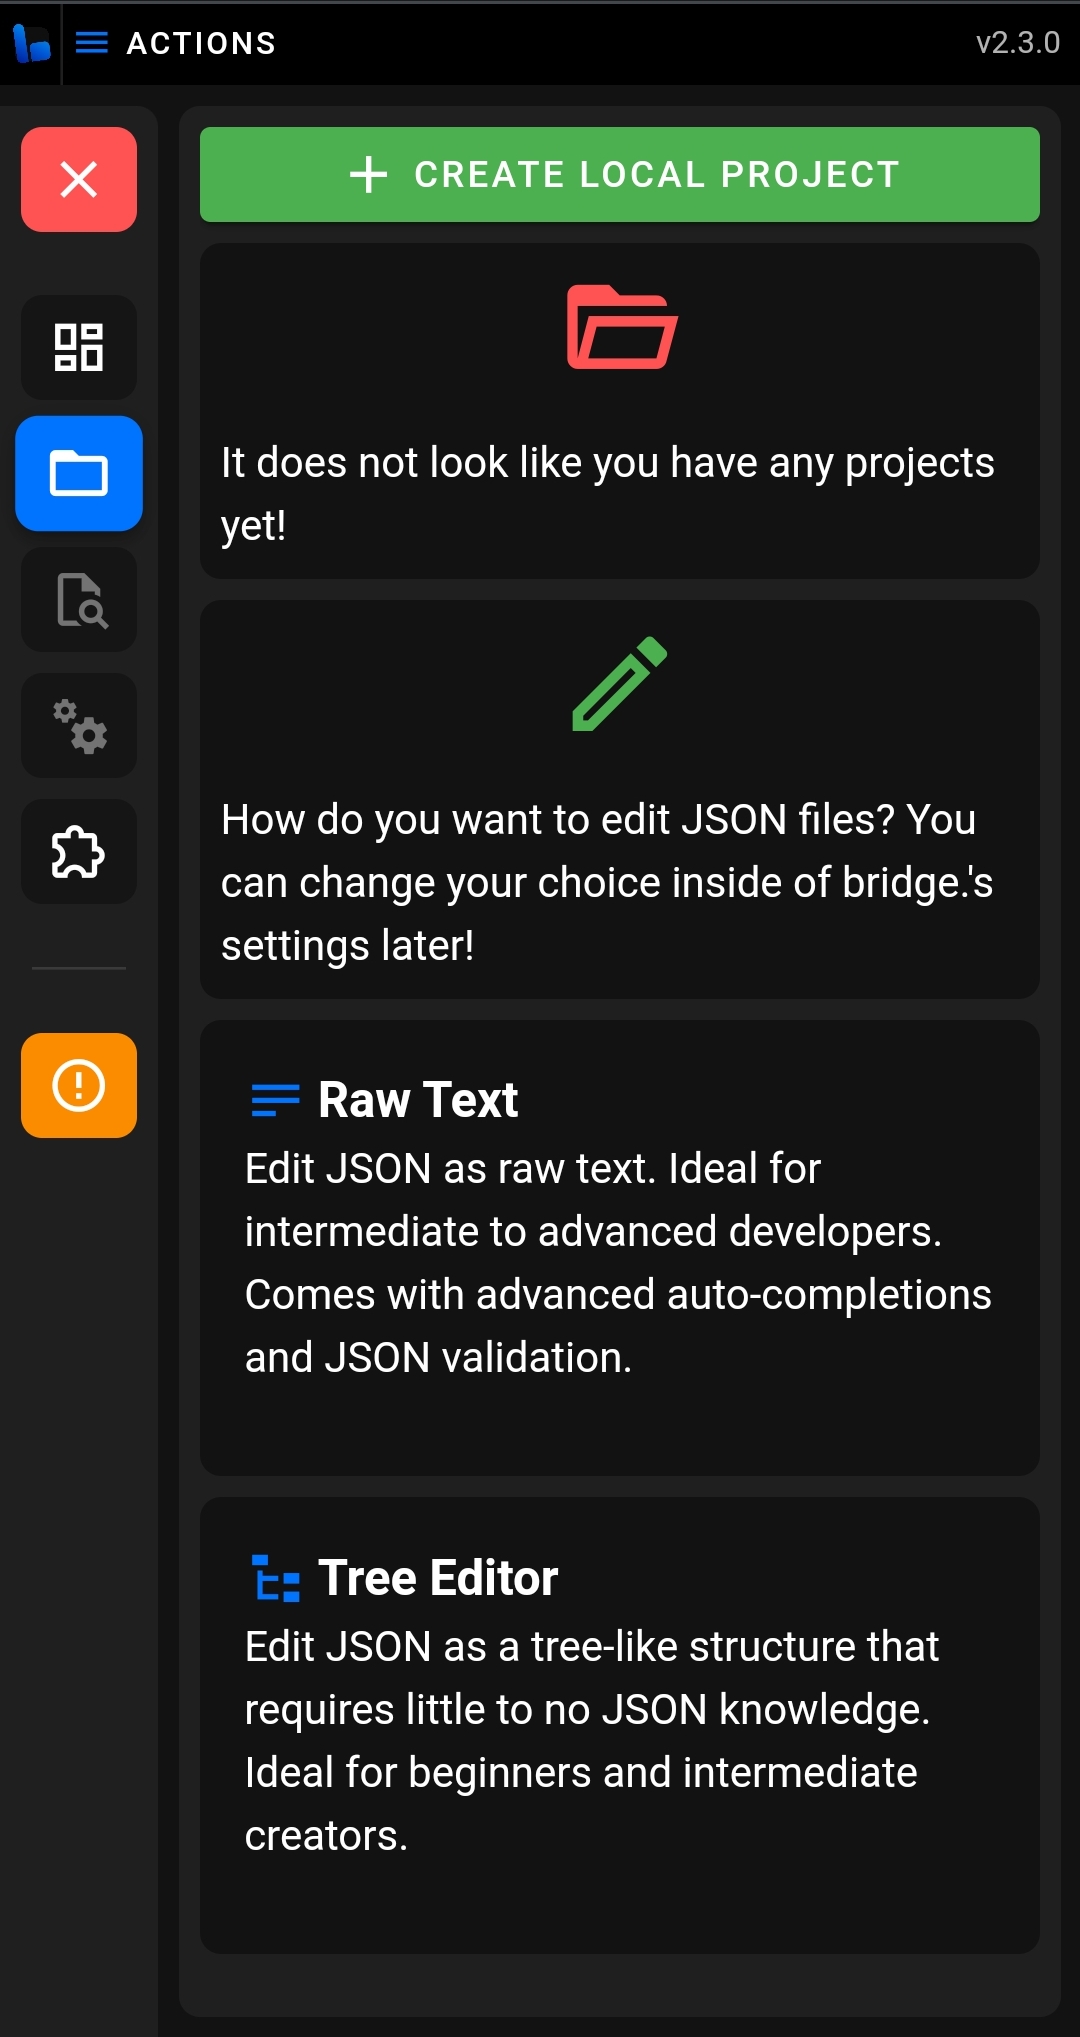 ACTIONS
v2.3.0
CREATE LOCAL PROJECT
It does not look like you have any projects
yet!
How do you want to edit JSON files? You
can change your choice inside of bridge.'s
settings later!
Raw Text
Edit JSON as raw text. Ideal for
intermediate to advanced developers.
Comes with advanced auto-completions
and JSON validation.
Tree Editor
Edit JSON as a tree-like structure that
requires little to no JSON knowledge.
Ideal for beginners and intermediate
creators.